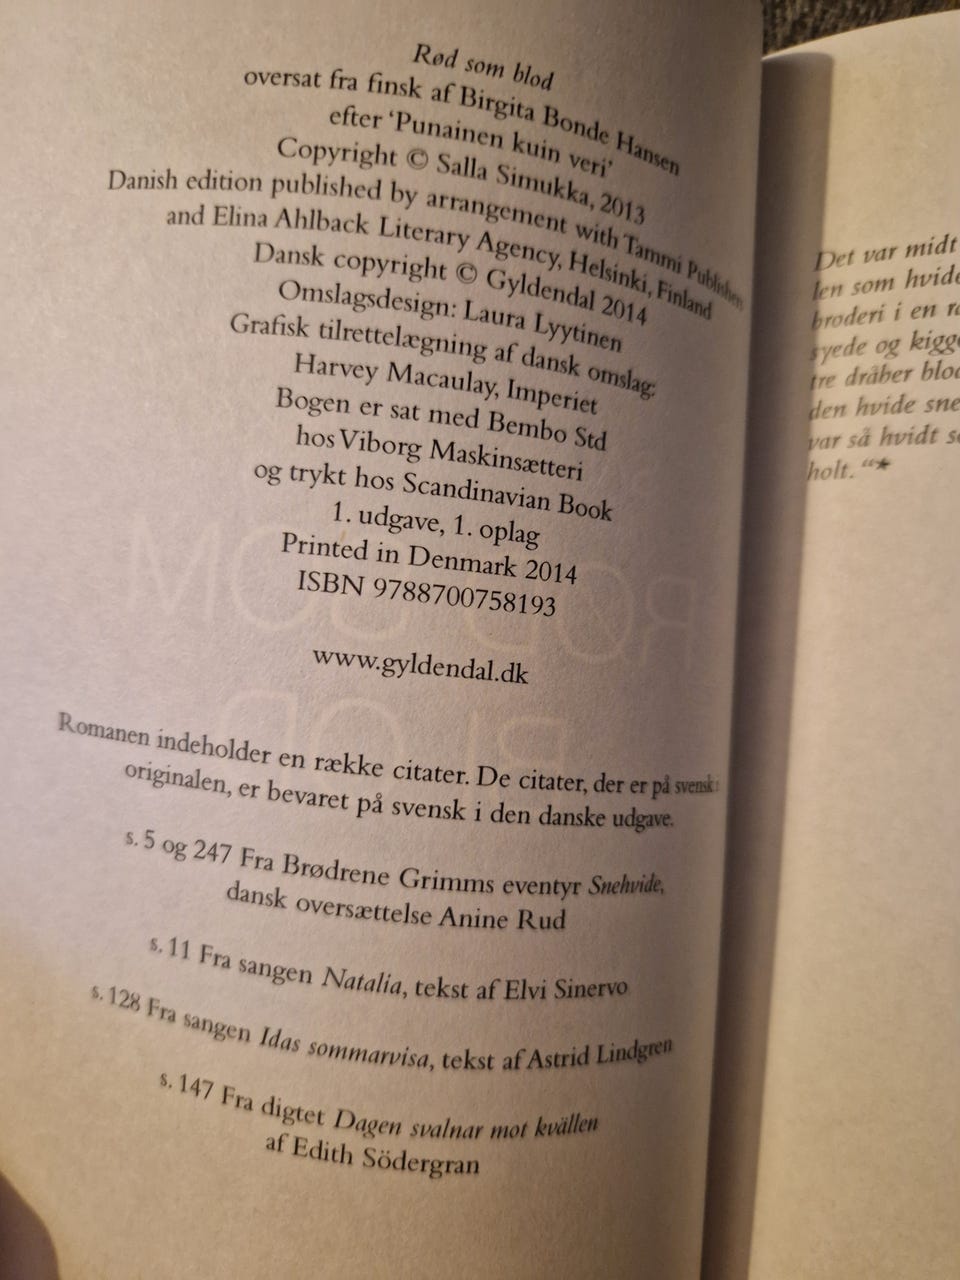 Rød som blod
oversat fra finsk af Birgita Bonde Hansen
efter ‘Punainen kuin veri’
Copyright © Salla Simukka, 2013
Danish edition published by arrangement with Tammi Publishers
and Elina Ahlback Literary Agency, Helsinki, Finland
Dansk copyright © Gyldendal 2014
Omslagsdesign: Laura Lyytinen
Grafisk tilrettelægning af dansk omslag:
Harvey Macaulay, Imperiet
Bogen er sat med Bembo Std
hos Viborg Maskinsætteri
og trykt hos Scandinavian Book
1. udgave, 1. oplag
Printed in Denmark 2014
ISBN 9788700758193
www.gyldendal.dk
Romanen indeholder en række citater. De citater, der er på svensk i
originalen, er bevaret på svensk i den danske udgave.
s. 5 og 247 Fra Brødrene Grimms eventyr Snehvide,
dansk oversættelse Anine Rud
s. 11 Fra sangen Natalia, tekst af Elvi Sinervo
s. 128 Fra sangen Idas sommarvisa, tekst af Astrid Lindgren
s. 147 Fra digtet Dagen svalnar mot kvällen
af Edith Södergran
Det var midt
len som hvide
broderi i en
syede og kigge
tre dråber blod
den hvide sne
var så hvidt
holt.“*